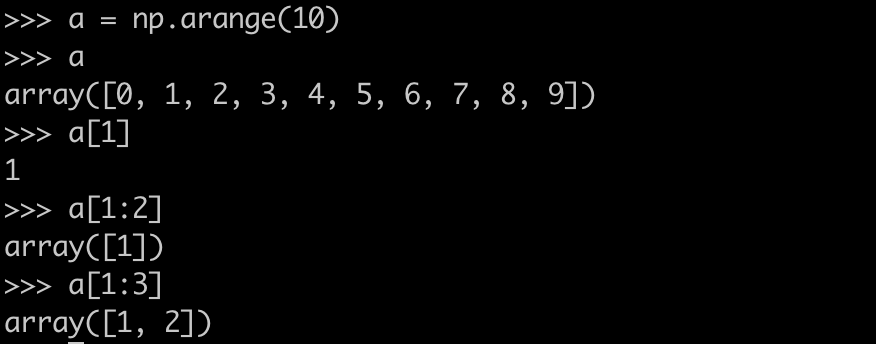 >>> a = np.arange(10)
>>> a
array([0, 1, 2, 3, 4, 5, 6, 7, 8, 9])
>>> a[1]
1
>>> a[1:2]
array([1])
>>> a[1:3]
array([1, 2])